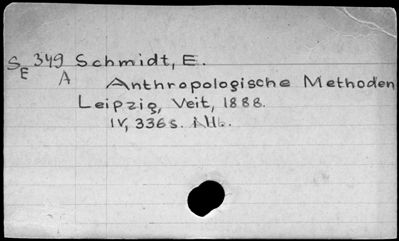 S E 349 A Schmidt, E.
Anthropologische Methoden
Leipzig, Veit, 1888.
IV, 336 s. Ill.